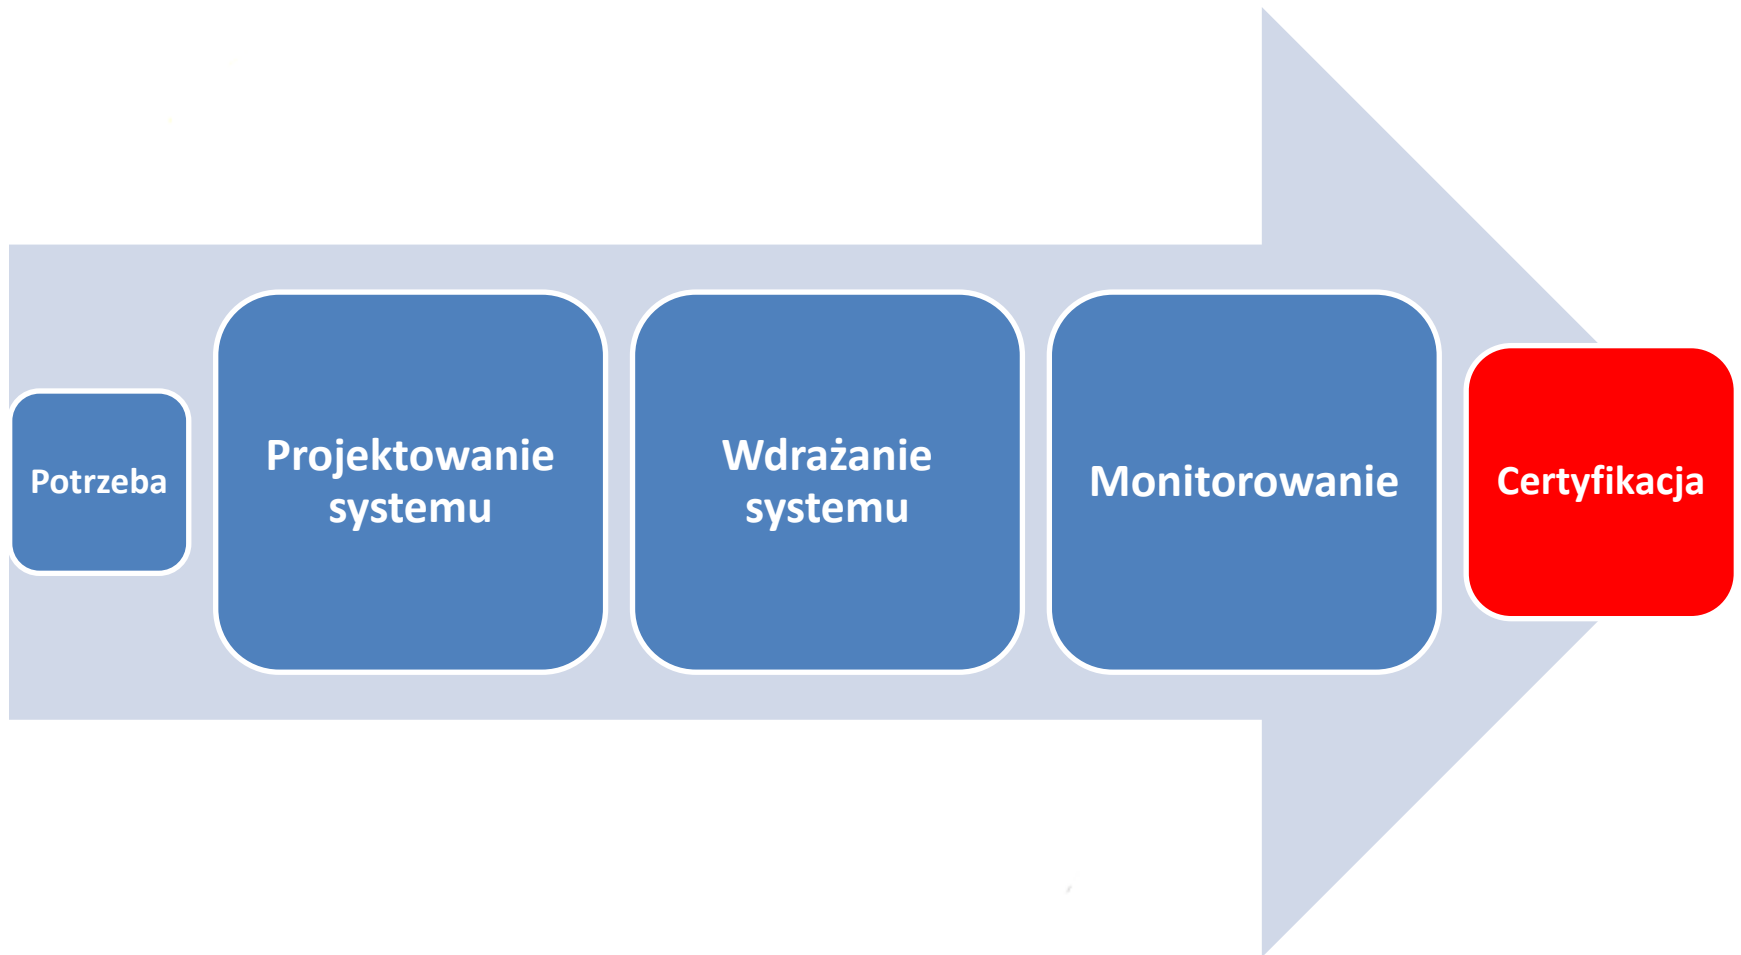 Potrzeba
Projektowanie
systemu
Wdrażanie
systemu
Monitorowanie
Certyfikacja